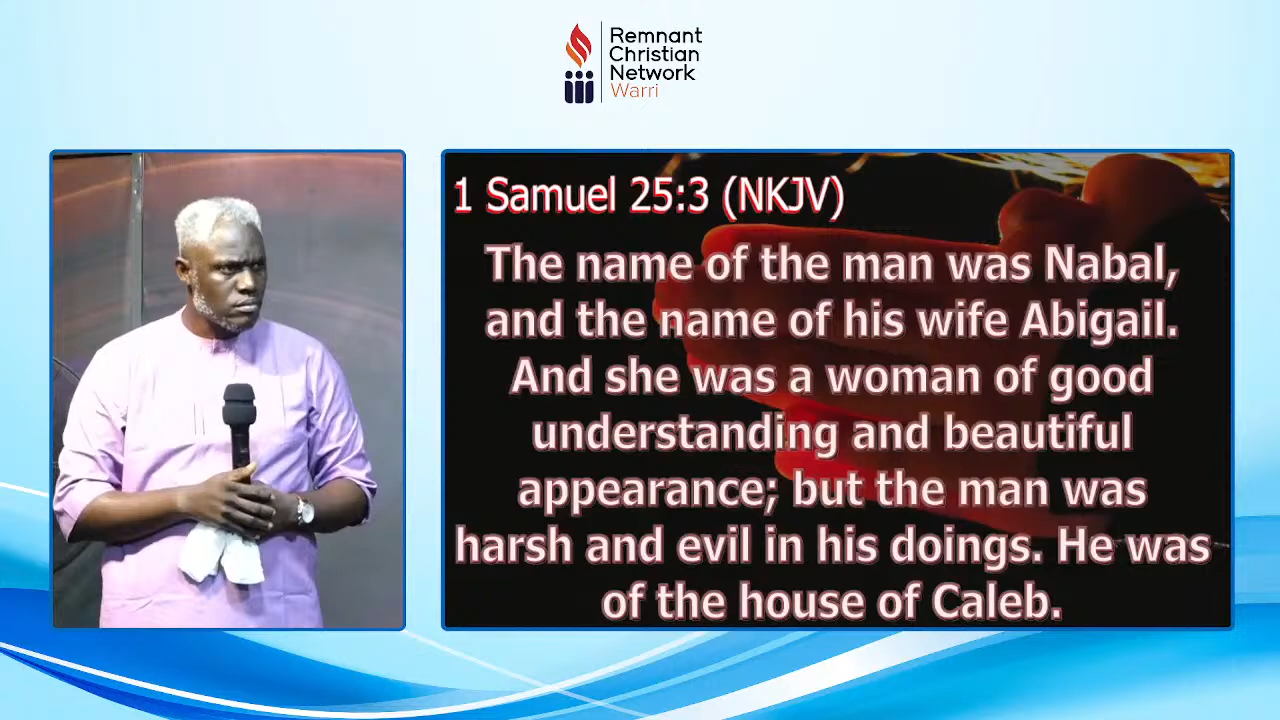 Remnant
Christian
Network
Warri
1 Samuel 25:3 (NKJV)
The name of the man was Nabal,
and the name of his wife Abigail.
And she was a woman of good
understanding and beautiful
appearance; but the man was
harsh and evil in his doings. He was
of the house of Caleb.